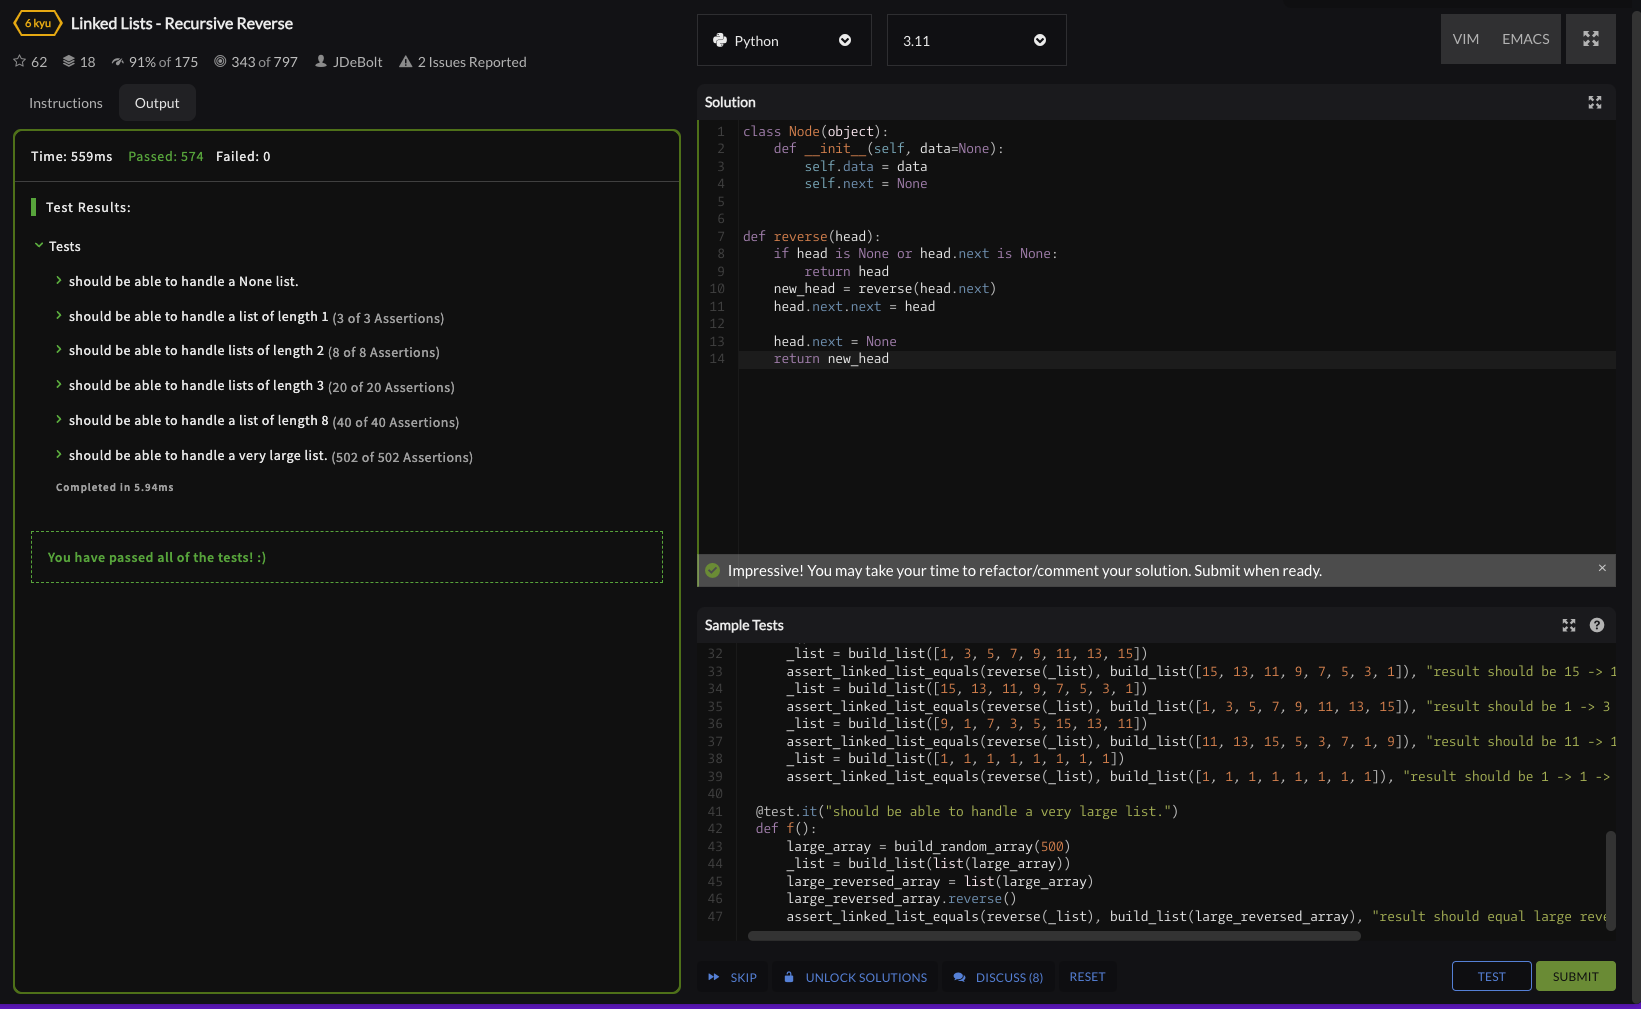 6 kyu Linked Lists - Recursive Reverse
62 18 91% of 175 343 of 797 JDeBolt 2 Issues Reported
Instructions Output
Time: 559ms Passed: 574 Failed: 0
Test Results:
Tests
should be able to handle a None list.
should be able to handle a list of length 1 (3 of 3 Assertions)
should be able to handle lists of length 2 (8 of 8 Assertions)
should be able to handle lists of length 3 (20 of 20 Assertions)
should be able to handle a list of length 8 (40 of 40 Assertions)
should be able to handle a very large list. (502 of 502 Assertions)
Completed in 5.94ms
You have passed all of the tests! :)
Python 3.11 VIM EMACS
Solution
1 class Node(object):
2     def __init__(self, data=None):
3         self.data = data
4         self.next = None
5
6
7 def reverse(head):
8     if head is None or head.next is None:
9         return head
10     new_head = reverse(head.next)
11     head.next.next = head
12
13     head.next = None
14     return new_head
Impressive! You may take your time to refactor/comment your solution. Submit when ready. ×
Sample Tests
32     _list = build_list([1, 3, 5, 7, 9, 11, 13, 15])
33     assert_linked_list_equals(reverse(_list), build_list([15, 13, 11, 9, 7, 5, 3, 1]), "result should be 15 -> 1
34     _list = build_list([15, 13, 11, 9, 7, 5, 3, 1])
35     assert_linked_list_equals(reverse(_list), build_list([1, 3, 5, 7, 9, 11, 13, 15]), "result should be 1 -> 3
36     _list = build_list([9, 1, 7, 3, 5, 15, 13, 11])
37     assert_linked_list_equals(reverse(_list), build_list([11, 13, 15, 5, 3, 7, 1, 9]), "result should be 11 -> 1
38     _list = build_list([1, 1, 1, 1, 1, 1, 1, 1])
39     assert_linked_list_equals(reverse(_list), build_list([1, 1, 1, 1, 1, 1, 1, 1]), "result should be 1 -> 1 ->
40
41 @test.it("should be able to handle a very large list.")
42 def f():
43     large_array = build_random_array(500)
44     _list = build_list(list(large_array))
45     large_reversed_array = list(large_array)
46     large_reversed_array.reverse()
47     assert_linked_list_equals(reverse(_list), build_list(large_reversed_array), "result should equal large reve
SKIP UNLOCK SOLUTIONS DISCUSS (8) RESET TEST SUBMIT